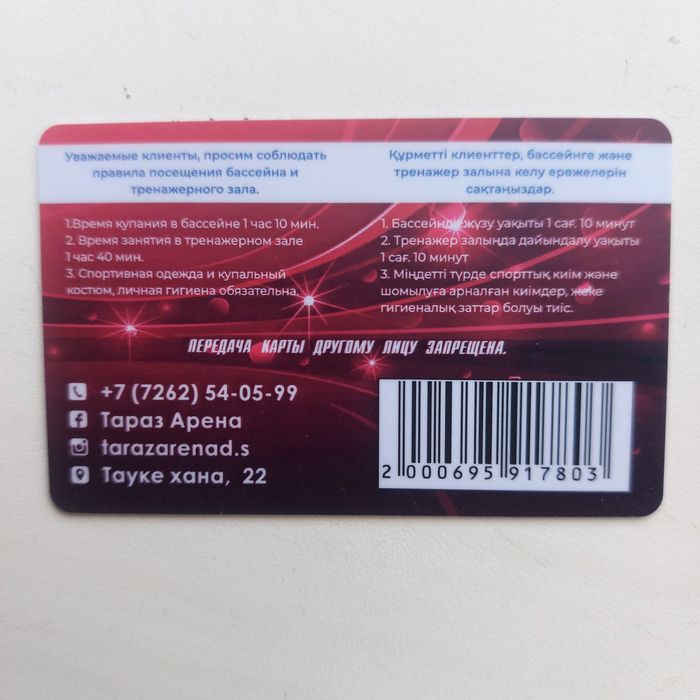 Уважаемые клиенты, просим соблюдать
правила посещения бассейна и
тренажерного зала.
1.Время купания в бассейне 1 час 10 мин.
2. Время занятия в тренажерном зале
1 час 40 мин.
3. Спортивная одежда и купальный
костюм, личная гигиена обязательна.
Құрметті клиенттер, бассейнге және
тренажер залына келу ережелерін
сақтаңыздар.
1. Бассейнде жүзу уақыты 1 сағ. 10 минут
2. Тренажер залыңда дайындалу уақыты
1 сағ. 10 минут
3. Міндетті түрде спорттық киім және
шомылуға арналған киімдер, жеке
гигиеналық заттар болуы тиіс.
ПЕРЕДАЧА КАРТЫ ДРУГОМУ ЛИЦУ ЗАПРЕЩЕНА.
+7 (7262) 54-05-99
Тараз Арена
tarazarenad.s
Тауке хана, 22
2 000695 917803